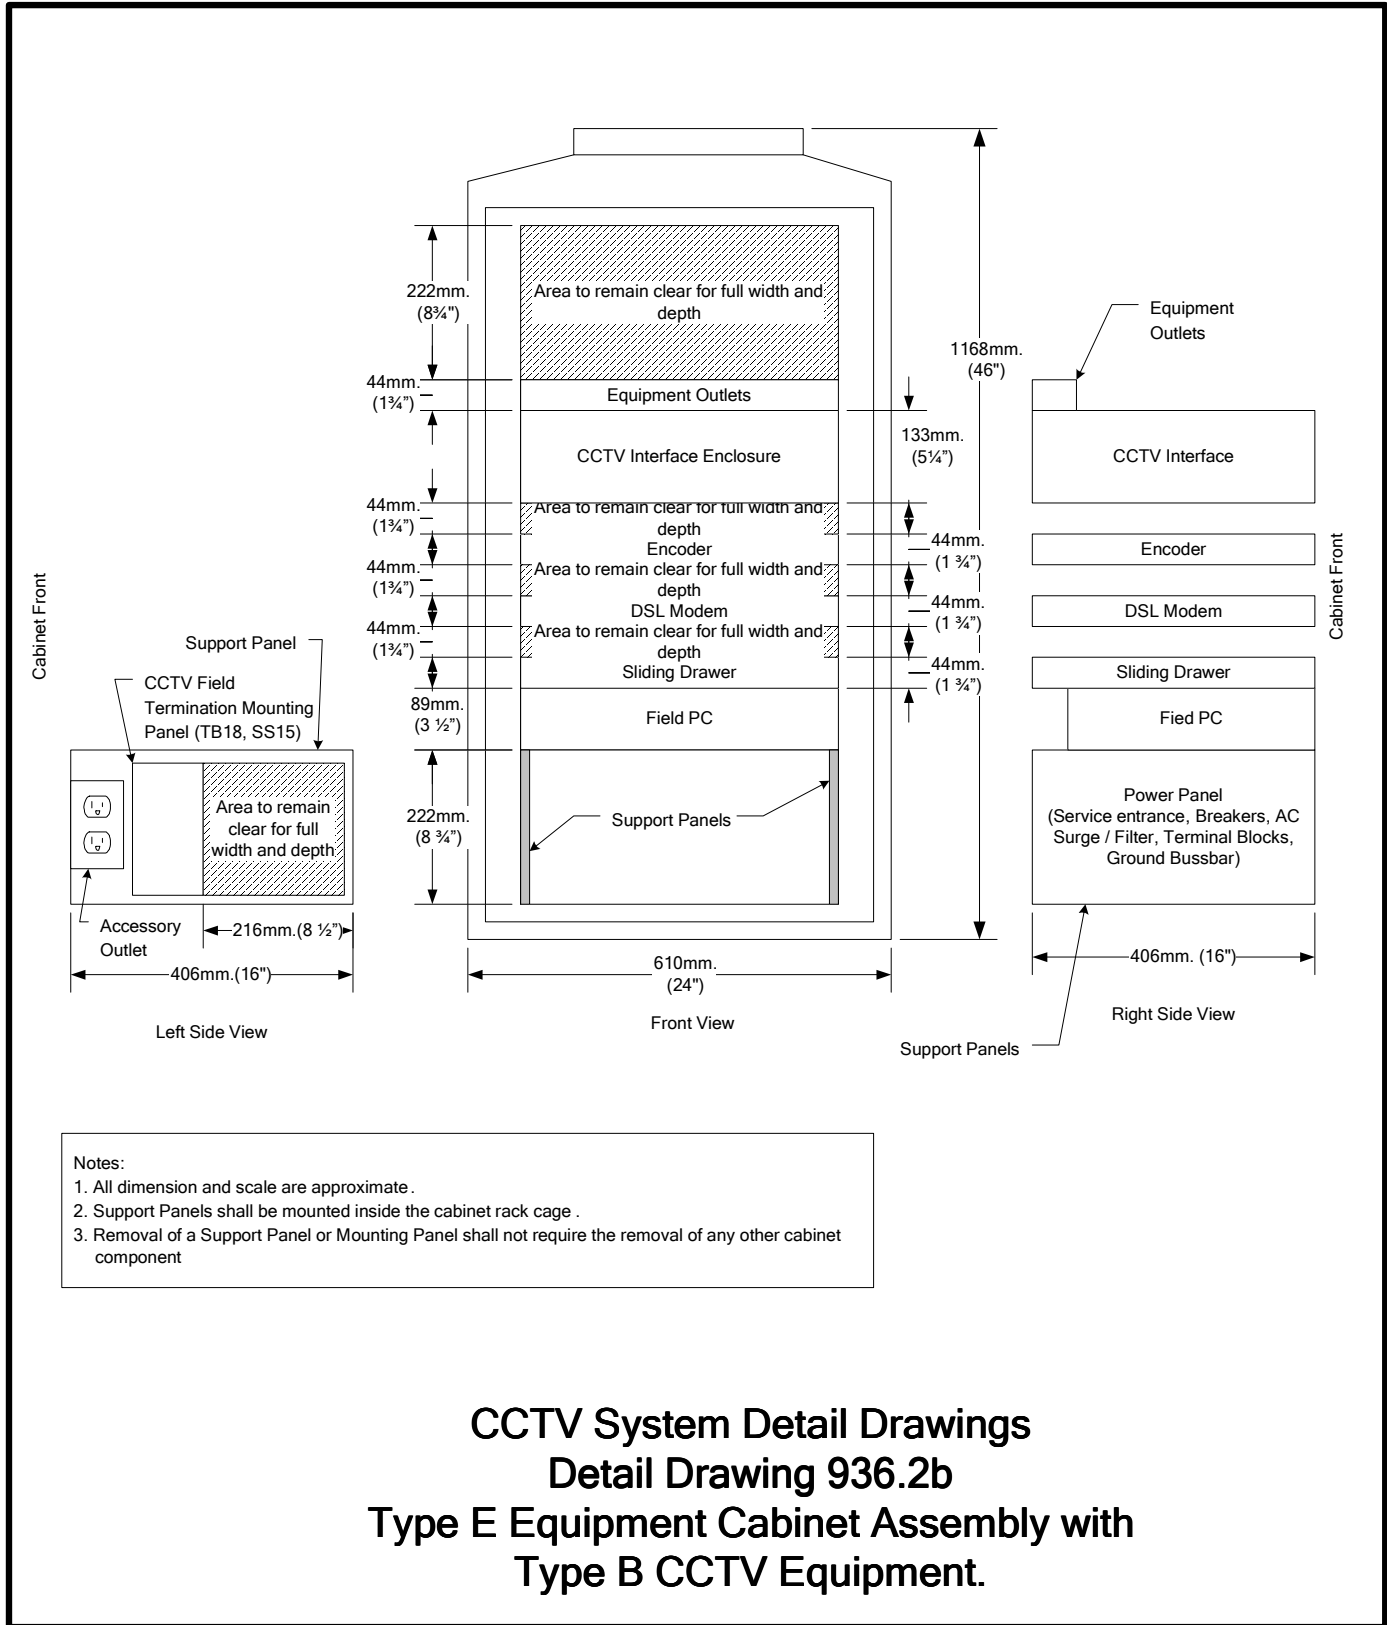 222mm.
(8¾")
Area to remain clear for full width and
depth
Equipment
Outlets
1168mm.
(46")
44mm.
(1¾")
Equipment Outlets
133mm.
(5¼")
CCTV Interface Enclosure
CCTV Interface
44mm.
(1¾")
Area to remain clear for full width and
depth
Encoder
44mm.
(1 ¾")
Encoder
44mm.
(1¾")
Area to remain clear for full width and
depth
DSL Modem
44mm.
(1 ¾")
DSL Modem
44mm.
(1¾")
Area to remain clear for full width and
depth
Sliding Drawer
44mm.
(1 ¾")
Sliding Drawer
89mm.
(3 ½")
Field PC
Fied PC
Cabinet Front
Cabinet Front
Support Panel
CCTV Field
Termination Mounting
Panel (TB18, SS15)
Area to remain
clear for full
width and depth
222mm.
(8 ¾")
Support Panels
Power Panel
(Service entrance, Breakers, AC
Surge / Filter, Terminal Blocks,
Ground Bussbar)
Accessory
Outlet
216mm.(8 ½")
406mm.(16")
610mm.
(24")
406mm. (16")
Left Side View
Front View
Right Side View
Support Panels
Notes:
1. All dimension and scale are approximate.
2. Support Panels shall be mounted inside the cabinet rack cage .
3. Removal of a Support Panel or Mounting Panel shall not require the removal of any other cabinet
component
CCTV System Detail Drawings
Detail Drawing 936.2b
Type E Equipment Cabinet Assembly with
Type B CCTV Equipment.